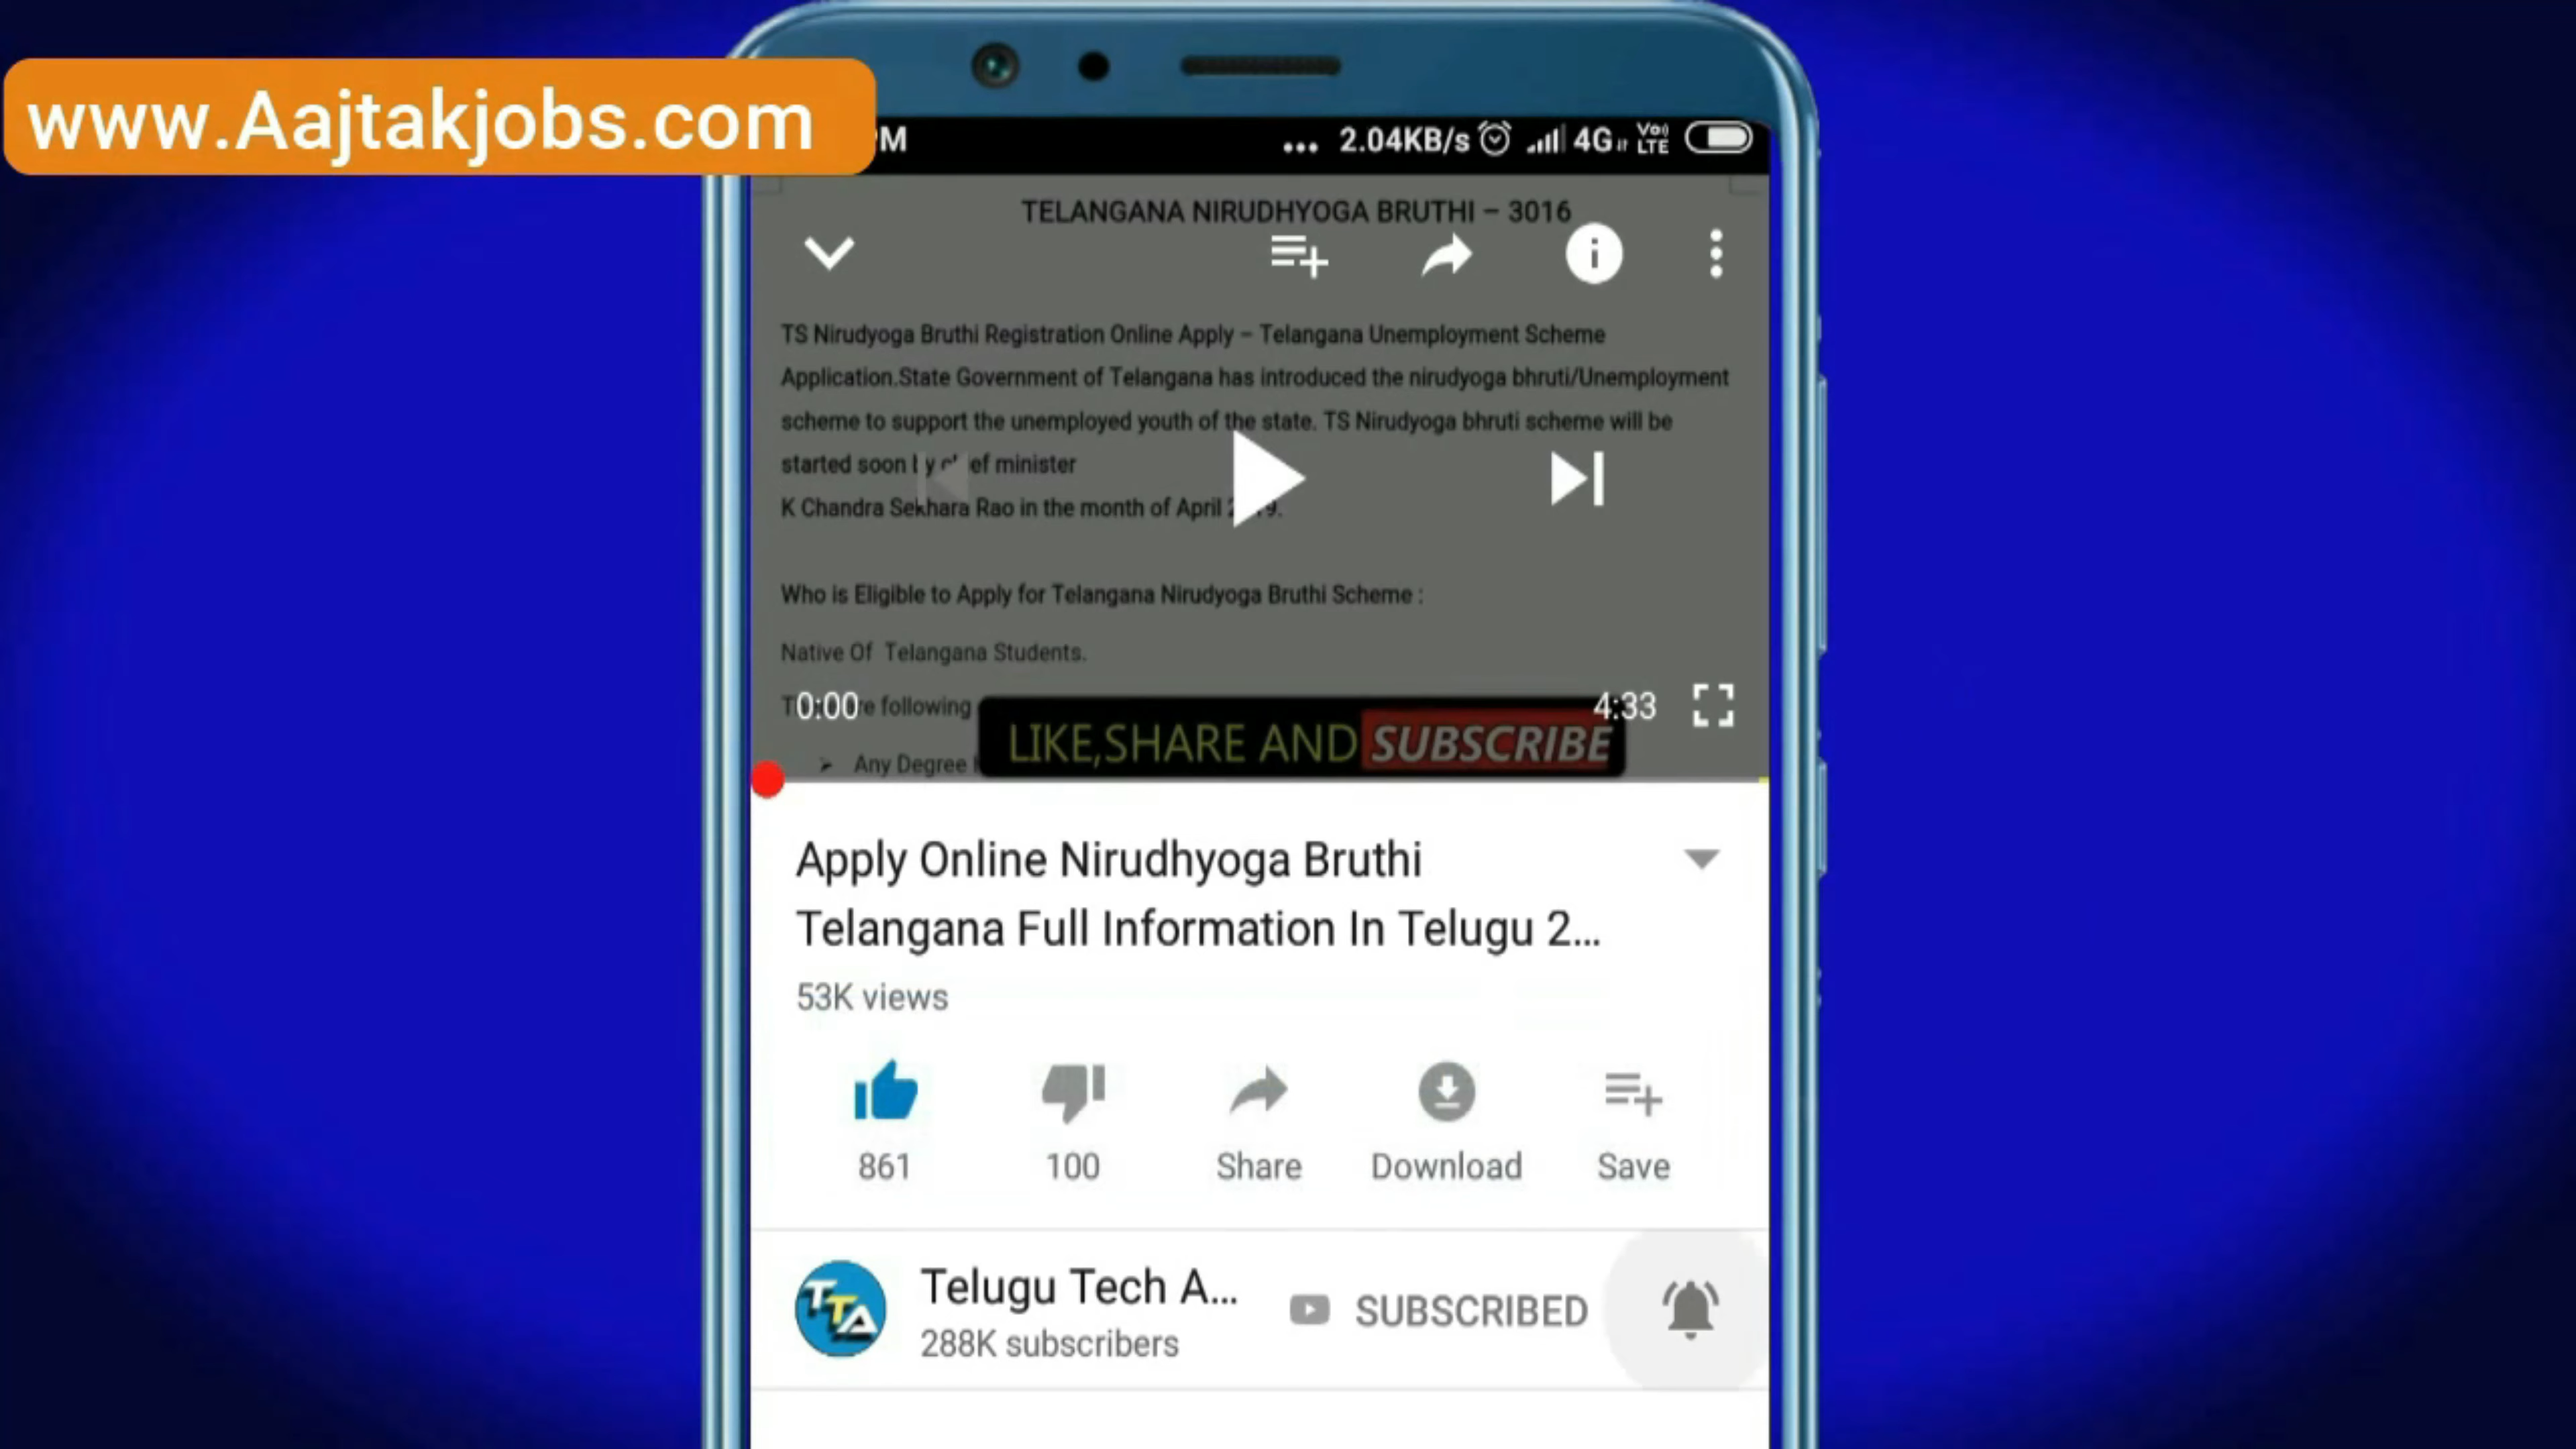 www.Aajtakjobs.com
PM ... 2.04KB/s 4G Vo)) LTE
TELANGANA NIRUDHYOGA BRUTHI – 3016
TS Nirudyoga Bruthi Registration Online Apply – Telangana Unemployment Scheme
Application.State Government of Telangana has introduced the nirudyoga bhruti/Unemployment
scheme to support the unemployed youth of the state. TS Nirudyoga bhruti scheme will be
started soon minister
K Chandra Sekhara Rao in the month of April
Who is Eligible to Apply for Telangana Nirudyoga Bruthi Scheme :
Native Of Telangana Students.
following
0:00
4:33
LIKE,SHARE AND SUBSCRIBE
➢ Any Degree
Apply Online Nirudhyoga Bruthi
Telangana Full Information In Telugu 2...
53K views
861
100
Share
Download
Save
TTA
Telugu Tech A...
SUBSCRIBED
288K subscribers